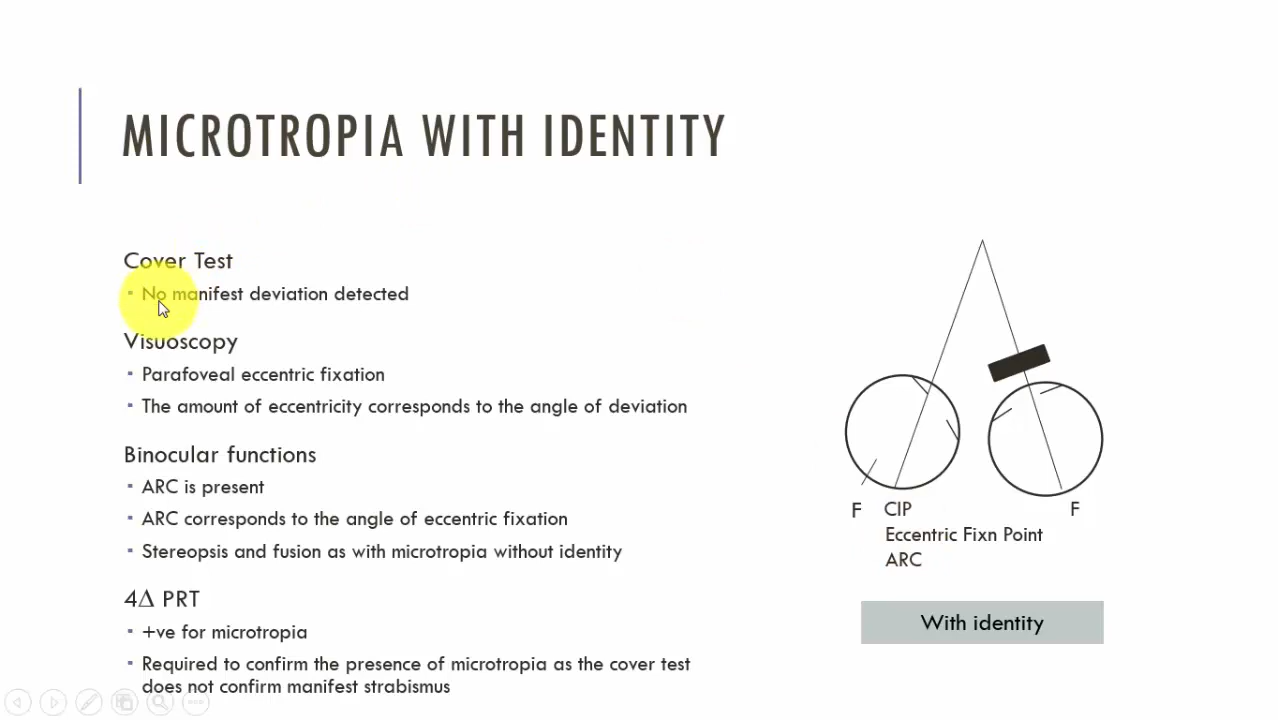 MICROTROPIA WITH IDENTITY
Cover Test
▪ No manifest deviation detected
Visuoscopy
▪ Parafoveal eccentric fixation
▪ The amount of eccentricity corresponds to the angle of deviation
Binocular functions
▪ ARC is present
▪ ARC corresponds to the angle of eccentric fixation
▪ Stereopsis and fusion as with microtropia without identity
4∆ PRT
▪ +ve for microtropia
▪ Required to confirm the presence of microtropia as the cover test
does not confirm manifest strabismus
F CIP F
Eccentric Fixn Point
ARC
With identity